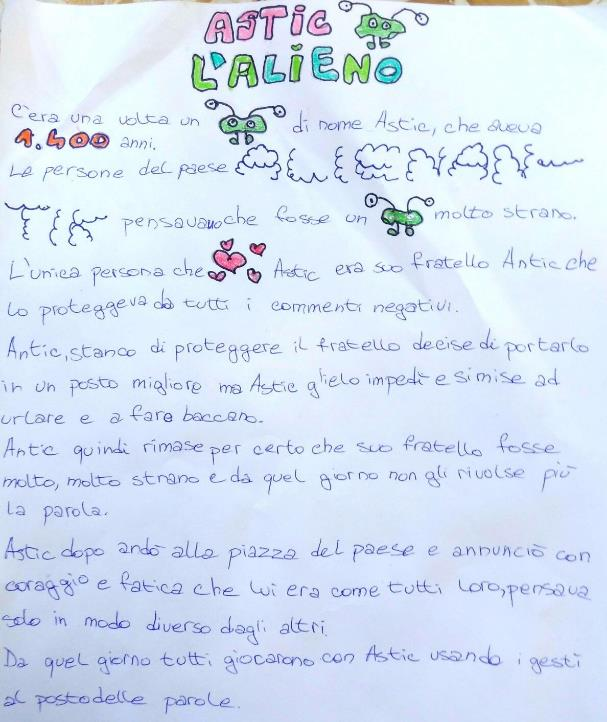 ASTIC
L'ALIENO
C'era una volta un di nome Astic, che aveva
1.400 anni.
Le persone del paese
pensavano che fosse un molto strano.
L'unica persona che Astic era suo fratello Antic che
lo proteggeva da tutti i commenti negativi.
Antic, stanco di proteggere il fratello decise di portarlo
in un posto migliore ma Astic glielo impedì e si mise ad
urlare e a fare baccano.
Antic quindi rimase per certo che suo fratello fosse
molto, molto strano e da quel giorno non gli rivolse più
la parola.
Astic dopo andò alla piazza del paese e annunciò con
coraggio e fatica che lui era come tutti loro, pensava
solo in modo diverso dagli altri.
Da quel giorno tutti giocarono con Astic usando i gesti
al posto delle parole.